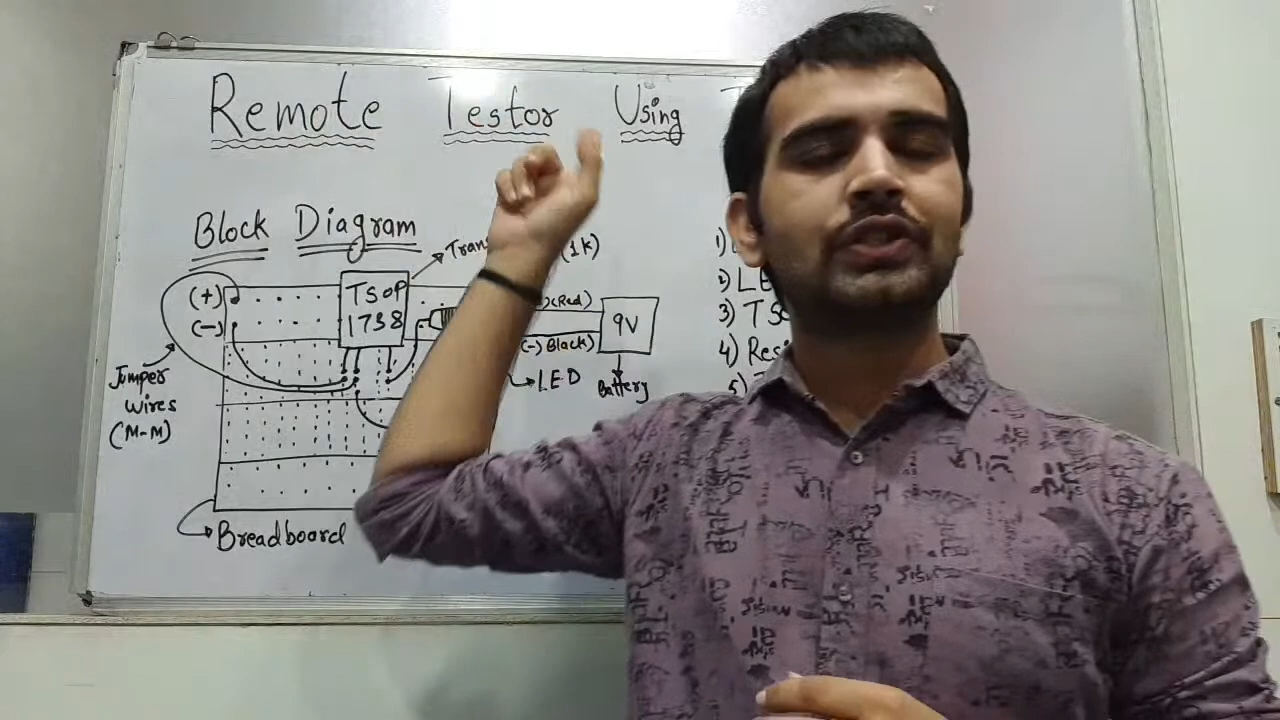 Remote Testor Using
Block Diagram
(1K)
(+)
TSOP
1738
(Red)
9V
(-)
(-) Black)
LED
Battery
Jumper
wires
(M-M)
Breadboard
1)
2) LE
3) TS
4) Res
5)